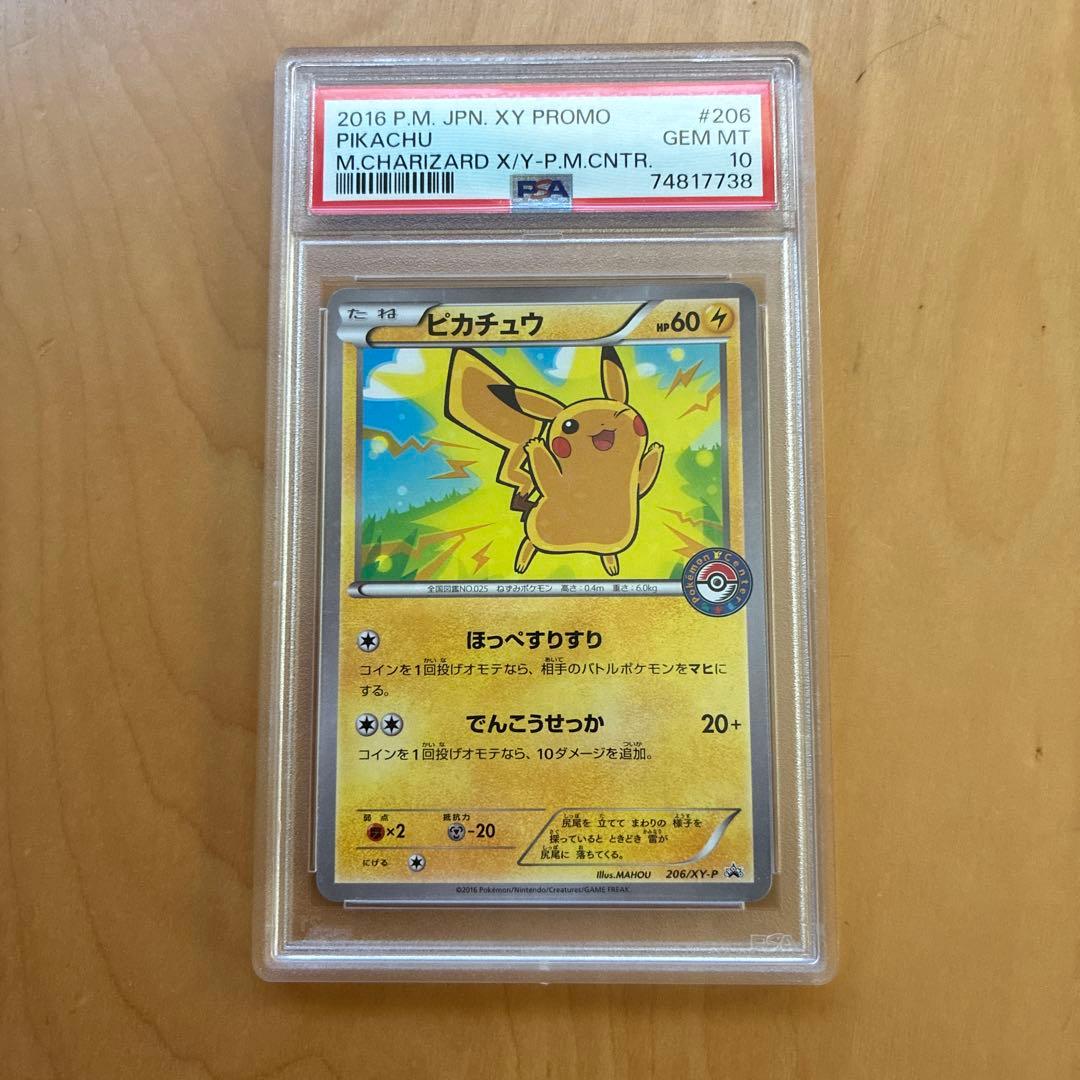 2016 P.M. JPN. XY PROMO #206
PIKACHU GEM MT
M.CHARIZARD X/Y-P.M.CNTR. 10
PSA 74817738
たね ピカチュウ HP60
Pokémon Center
全国図鑑NO.025 ねずみポケモン 高さ:0.4m 重さ:6.0kg
ほっぺすりすり
コインを1回投げオモテなら、相手のバトルポケモンをマヒに
する。
でんこうせっか 20+
コインを1回投げオモテなら、10ダメージを追加。
弱点 抵抗力
×2 -20
にげる
尻尾を 立てて まわりの 様子を
探っていると ときどき 雷が
尻尾に 落ちてくる。
Illus.MAHOU 206/XY-P
©2016 Pokémon/Nintendo/Creatures/GAME FREAK.
PSA